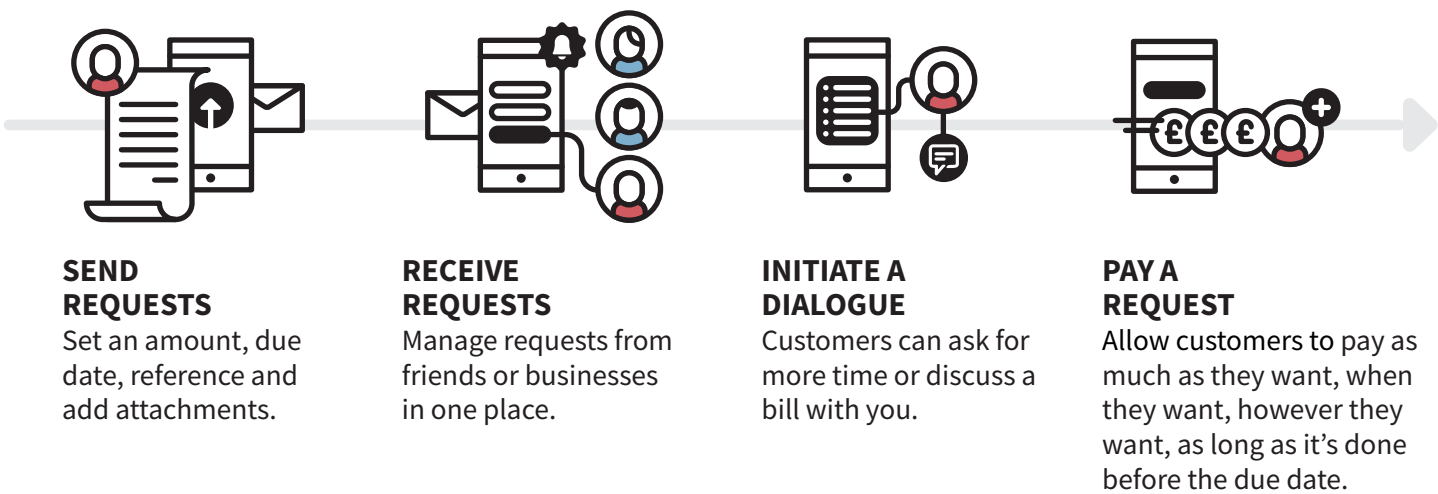 £ £ £
SEND
REQUESTS
Set an amount, due
date, reference and
add attachments.
RECEIVE
REQUESTS
Manage requests from
friends or businesses
in one place.
INITIATE A
DIALOGUE
Customers can ask for
more time or discuss a
bill with you.
PAY A
REQUEST
Allow customers to pay as
much as they want, when
they want, however they
want, as long as it’s done
before the due date.